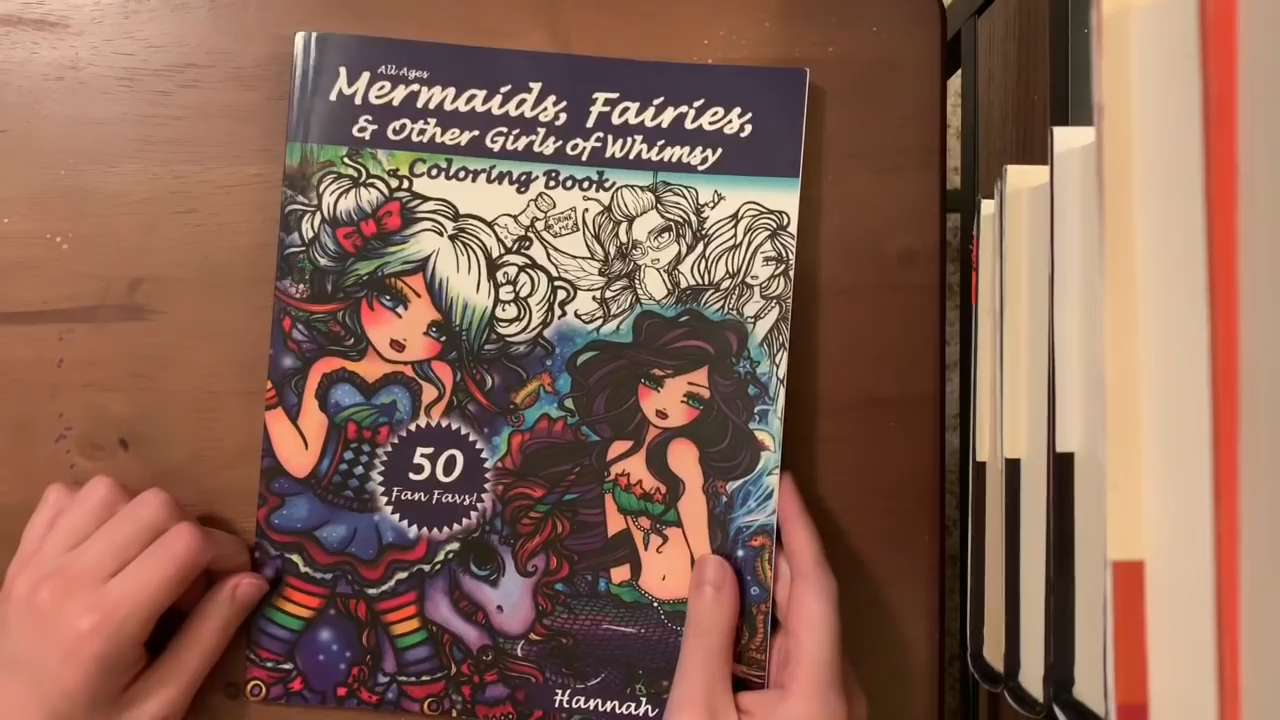 All Ages
Mermaids, Fairies,
& Other Girls of Whimsy
Coloring Book
DRINK
ME
50
Fan Favs!
Hannah